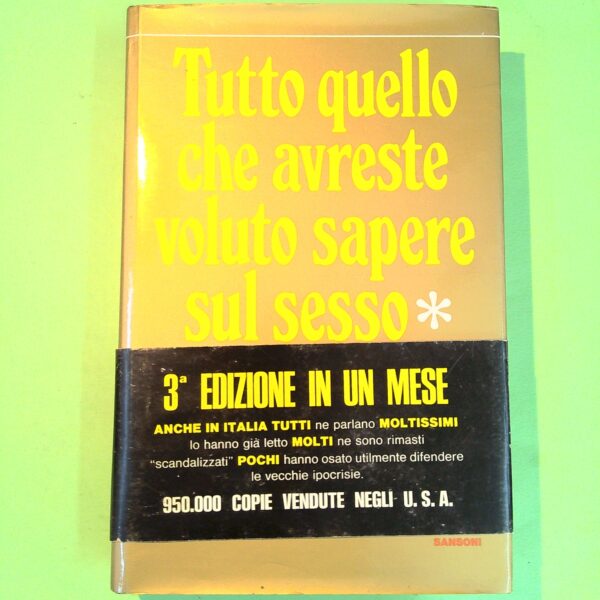 Tutto quello
che avreste
voluto sapere
sul sesso*
3ª EDIZIONE IN UN MESE
ANCHE IN ITALIA TUTTI ne parlano MOLTISSIMI
lo hanno già letto MOLTI ne sono rimasti
“scandalizzati” POCHI hanno osato utilmente difendere
le vecchie ipocrisie.
950.000 COPIE VENDUTE NEGLI U.S.A.
SANSONI